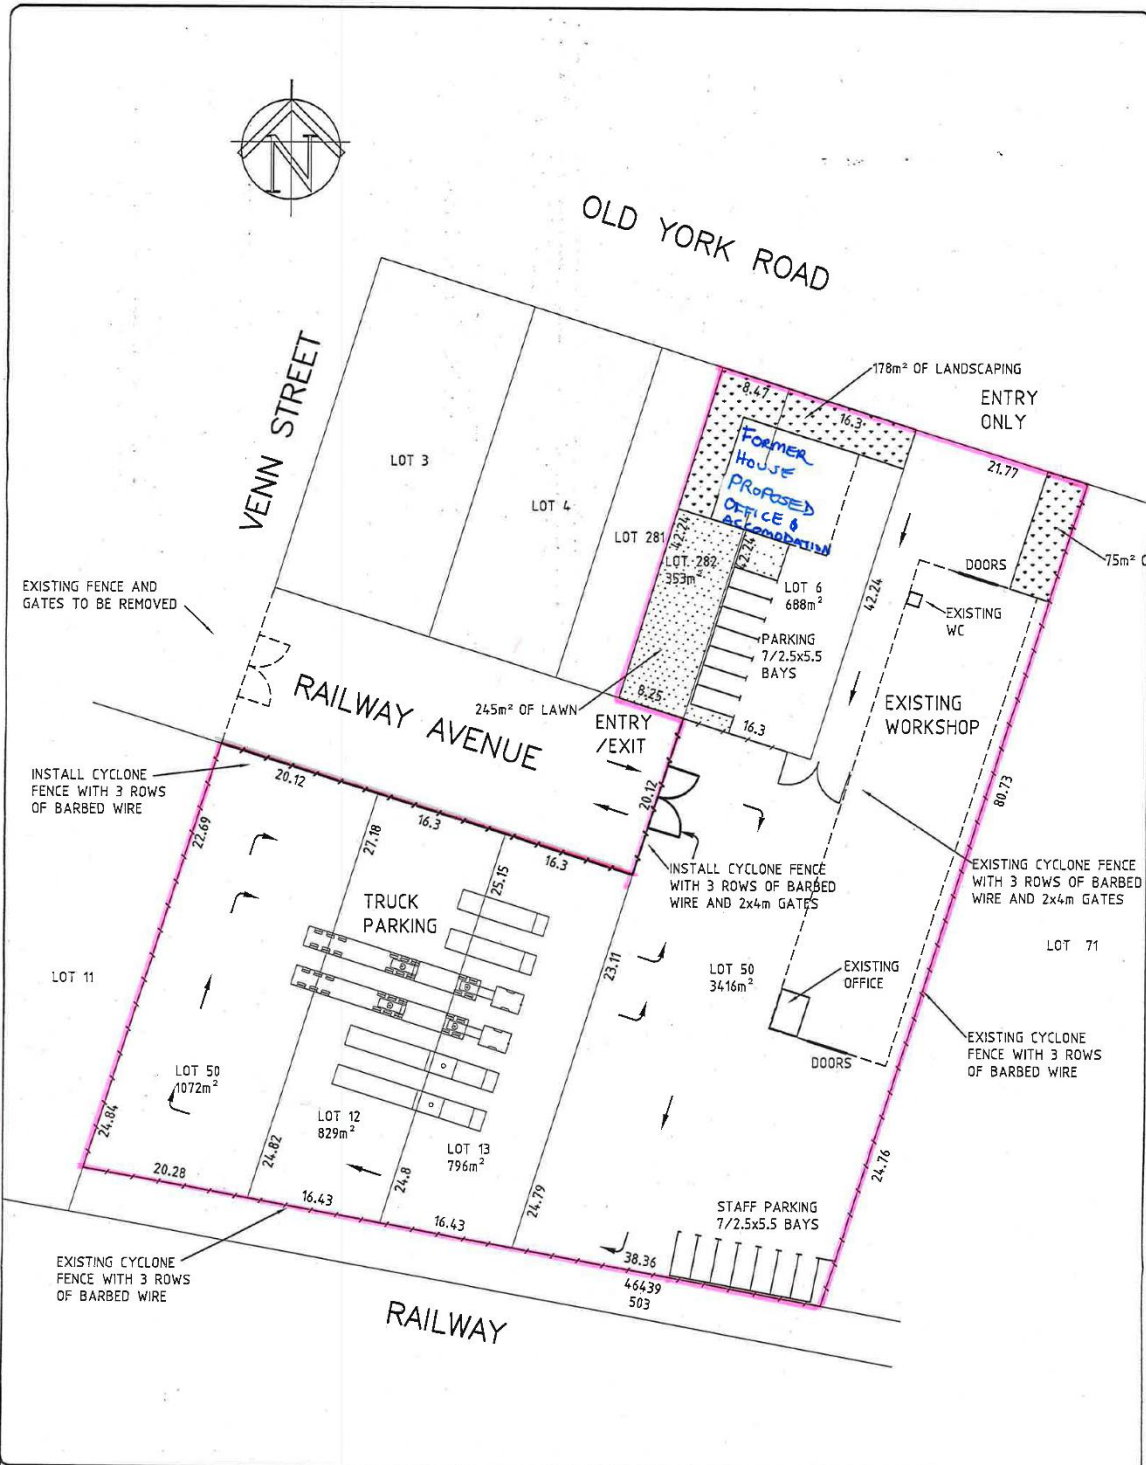 N
OLD YORK ROAD
VENN STREET
178m² OF LANDSCAPING
ENTRY
ONLY
8.47
16.3
21.77
FORMER
HOUSE
PROPOSED
OFFICE &
ACCOMODATION
LOT 3
LOT 4
LOT 281
42.24
LOT 282
353m²
42.24
LOT 6
688m²
42.24
DOORS
75m²
EXISTING
WC
EXISTING FENCE AND
GATES TO BE REMOVED
PARKING
7/2.5x5.5
BAYS
EXISTING
WORKSHOP
RAILWAY AVENUE
245m² OF LAWN
8.25
ENTRY
/EXIT
16.3
80.73
INSTALL CYCLONE
FENCE WITH 3 ROWS
OF BARBED WIRE
20.12
16.3
16.3
20.12
22.69
27.18
25.15
23.11
INSTALL CYCLONE FENCE
WITH 3 ROWS OF BARBED
WIRE AND 2x4m GATES
EXISTING CYCLONE FENCE
WITH 3 ROWS OF BARBED
WIRE AND 2x4m GATES
TRUCK
PARKING
LOT 71
LOT 11
LOT 50
3416m²
EXISTING
OFFICE
DOORS
EXISTING CYCLONE
FENCE WITH 3 ROWS
OF BARBED WIRE
LOT 50
1072m²
LOT 12
829m²
LOT 13
796m²
24.84
24.82
24.8
24.79
24.76
20.28
16.43
16.43
38.36
46439
503
STAFF PARKING
7/2.5x5.5 BAYS
EXISTING CYCLONE
FENCE WITH 3 ROWS
OF BARBED WIRE
RAILWAY